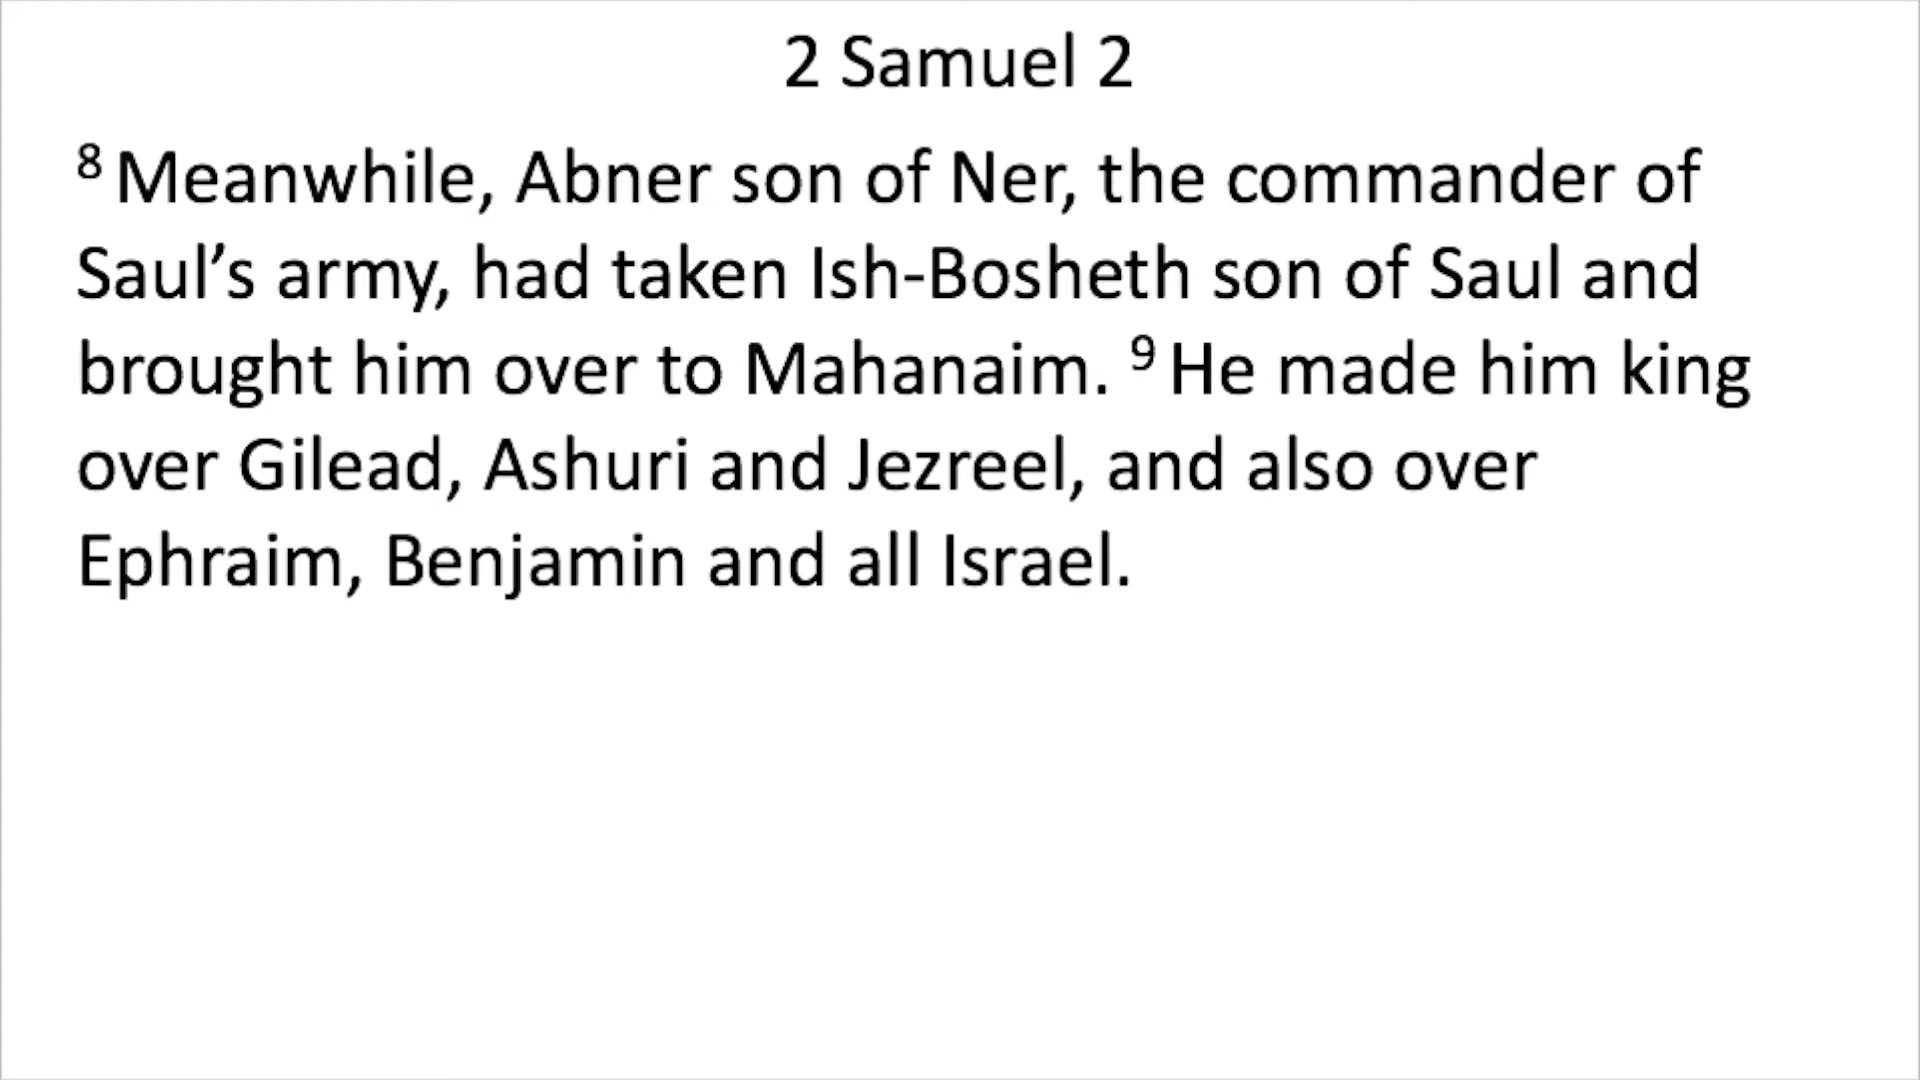 2 Samuel 2
8 Meanwhile, Abner son of Ner, the commander of
Saul’s army, had taken Ish-Bosheth son of Saul and
brought him over to Mahanaim. 9 He made him king
over Gilead, Ashuri and Jezreel, and also over
Ephraim, Benjamin and all Israel.